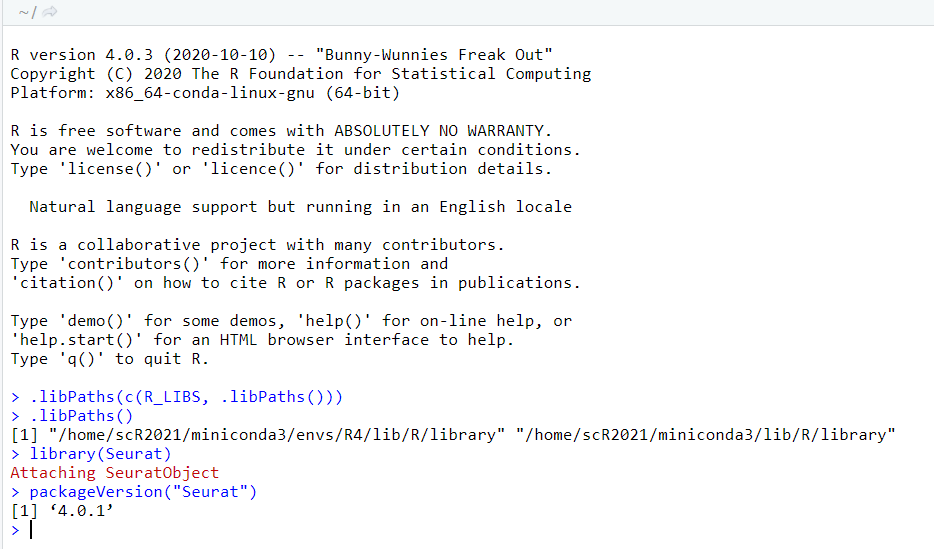 ~/
R version 4.0.3 (2020-10-10) -- "Bunny-Wunnies Freak Out"
Copyright (C) 2020 The R Foundation for Statistical Computing
Platform: x86_64-conda-linux-gnu (64-bit)
R is free software and comes with ABSOLUTELY NO WARRANTY.
You are welcome to redistribute it under certain conditions.
Type 'license()' or 'licence()' for distribution details.
  Natural language support but running in an English locale
R is a collaborative project with many contributors.
Type 'contributors()' for more information and
'citation()' on how to cite R or R packages in publications.
Type 'demo()' for some demos, 'help()' for on-line help, or
'help.start()' for an HTML browser interface to help.
Type 'q()' to quit R.
> .libPaths(c(R_LIBS, .libPaths()))
> .libPaths()
[1] "/home/scR2021/miniconda3/envs/R4/lib/R/library" "/home/scR2021/miniconda3/lib/R/library"
> library(Seurat)
Attaching SeuratObject
> packageVersion("Seurat")
[1] ‘4.0.1’
>